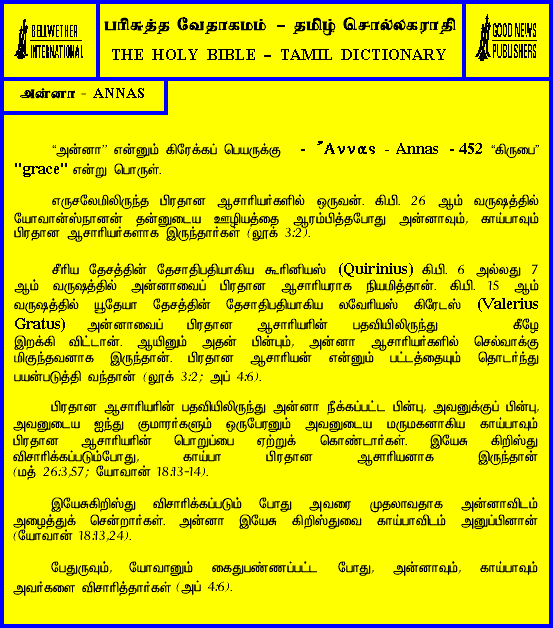 BELLWETHER
INTERNATIONAL
பரிசுத்த வேதாகமம் – தமிழ் சொல்லகராதி
THE HOLY BIBLE – TAMIL DICTIONARY
GOOD NEWS
PUBLISHERS
அன்னா - ANNAS
“அன்னா” என்னும் கிரேக்கப் பெயருக்கு - Ἅννας - Annas - 452 “கிருபை”
"grace" என்று பொருள்.
எருசலேமிலிருந்த பிரதான ஆசாரியர்களில் ஒருவன். கி.பி. 26 ஆம் வருஷத்தில்
யோவான்ஸ்நானன் தன்னுடைய ஊழியத்தை ஆரம்பித்தபோது அன்னாவும், காய்பாவும்
பிரதான ஆசாரியர்களாக இருந்தார்கள் (லூக் 3:2).
சீரிய தேசத்தின் தேசாதிபதியாகிய கூரினியஸ் (Quirinius) கி.பி. 6 அல்லது 7
ஆம் வருஷத்தில் அன்னாவைப் பிரதான ஆசாரியராக நியமித்தான். கி.பி. 15 ஆம்
வருஷத்தில் யூதேயா தேசத்தின் தேசாதிபதியாகிய லவேரியஸ் கிரேடஸ் (Valerius
Gratus) அன்னாவைப் பிரதான ஆசாரியரின் பதவியிலிருந்து கீழே
இறக்கி விட்டான். ஆயினும் அதன் பின்பும், அன்னா ஆசாரியர்களில் செல்வாக்கு
மிகுந்தவனாக இருந்தான். பிரதான ஆசாரியன் என்னும் பட்டத்தையும் தொடர்ந்து
பயன்படுத்தி வந்தான் (லூக் 3:2; அப் 4:6).
பிரதான ஆசாரியரின் பதவியிலிருந்து அன்னா நீக்கப்பட்ட பின்பு, அவனுக்குப் பின்பு,
அவனுடைய ஐந்து குமாரர்களும் ஒருபேரனும் அவனுடைய மருமகனாகிய காய்பாவும்
பிரதான ஆசாரியரின் பொறுப்பை ஏற்றுக் கொண்டார்கள். இயேசு கிறிஸ்து
விசாரிக்கப்படும்போது, காய்பா பிரதான ஆசாரியனாக இருந்தான்
(மத் 26:3,57; யோவான் 18:13-14).
இயேசுகிறிஸ்து விசாரிக்கப்படும் போது அவரை முதலாவதாக அன்னாவிடம்
அழைத்துச் சென்றார்கள். அன்னா இயேசு கிறிஸ்துவை காய்பாவிடம் அனுப்பினான்
(யோவான் 18:13,24).
பேதுருவும், யோவானும் கைதுபண்ணப்பட்ட போது, அன்னாவும், காய்பாவும்
அவர்களை விசாரித்தார்கள் (அப் 4:6).